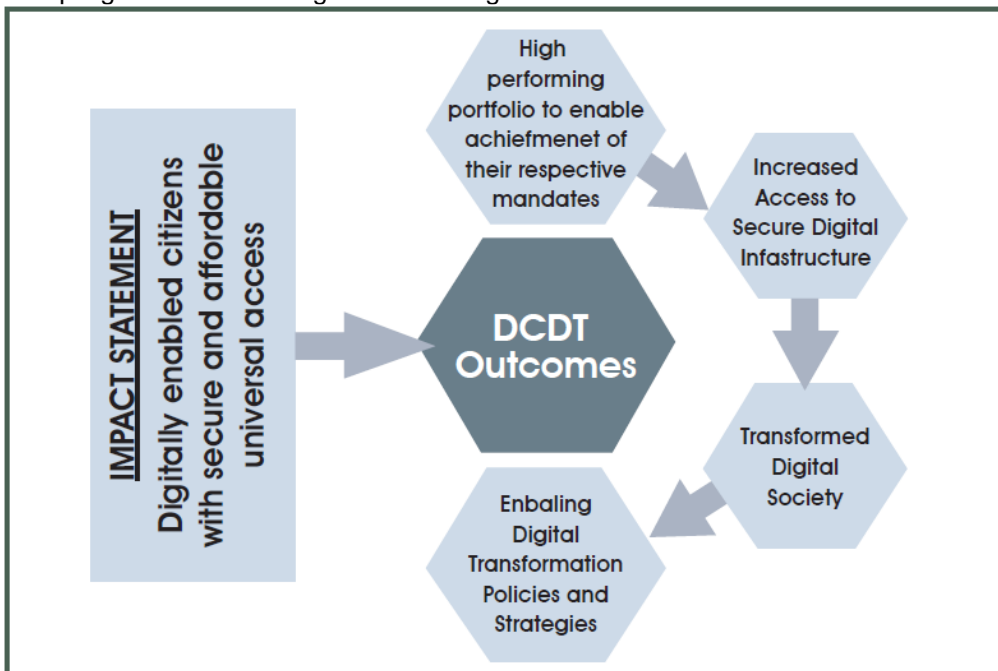 IMPACT STATEMENT
Digitally enabled citizens
with secure and affordable
universal access
DCDT
Outcomes
High
performing
portfolio to enable
achiefmenet of
their respective
mandates
Increased
Access to
Secure Digital
Infastructure
Transformed
Digital
Society
Enbaling
Digital
Transformation
Policies and
Strategies